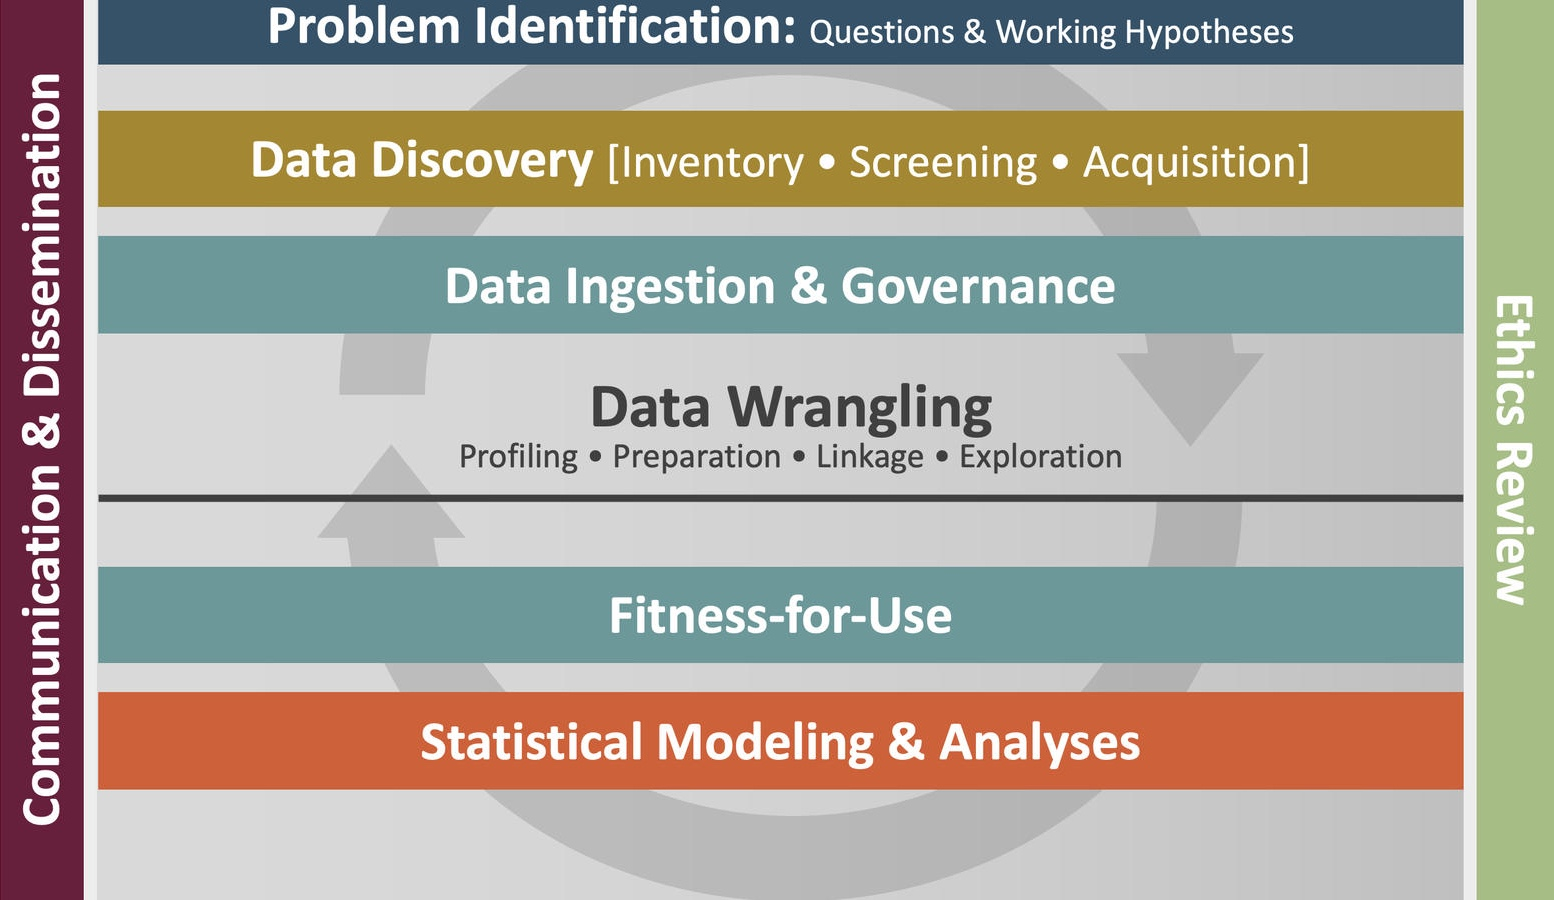 Problem Identification: Questions & Working Hypotheses
Data Discovery [Inventory • Screening • Acquisition]
Data Ingestion & Governance
Data Wrangling
Profiling • Preparation • Linkage • Exploration
Fitness-for-Use
Statistical Modeling & Analyses
Communication & Dissemination
Ethics Review